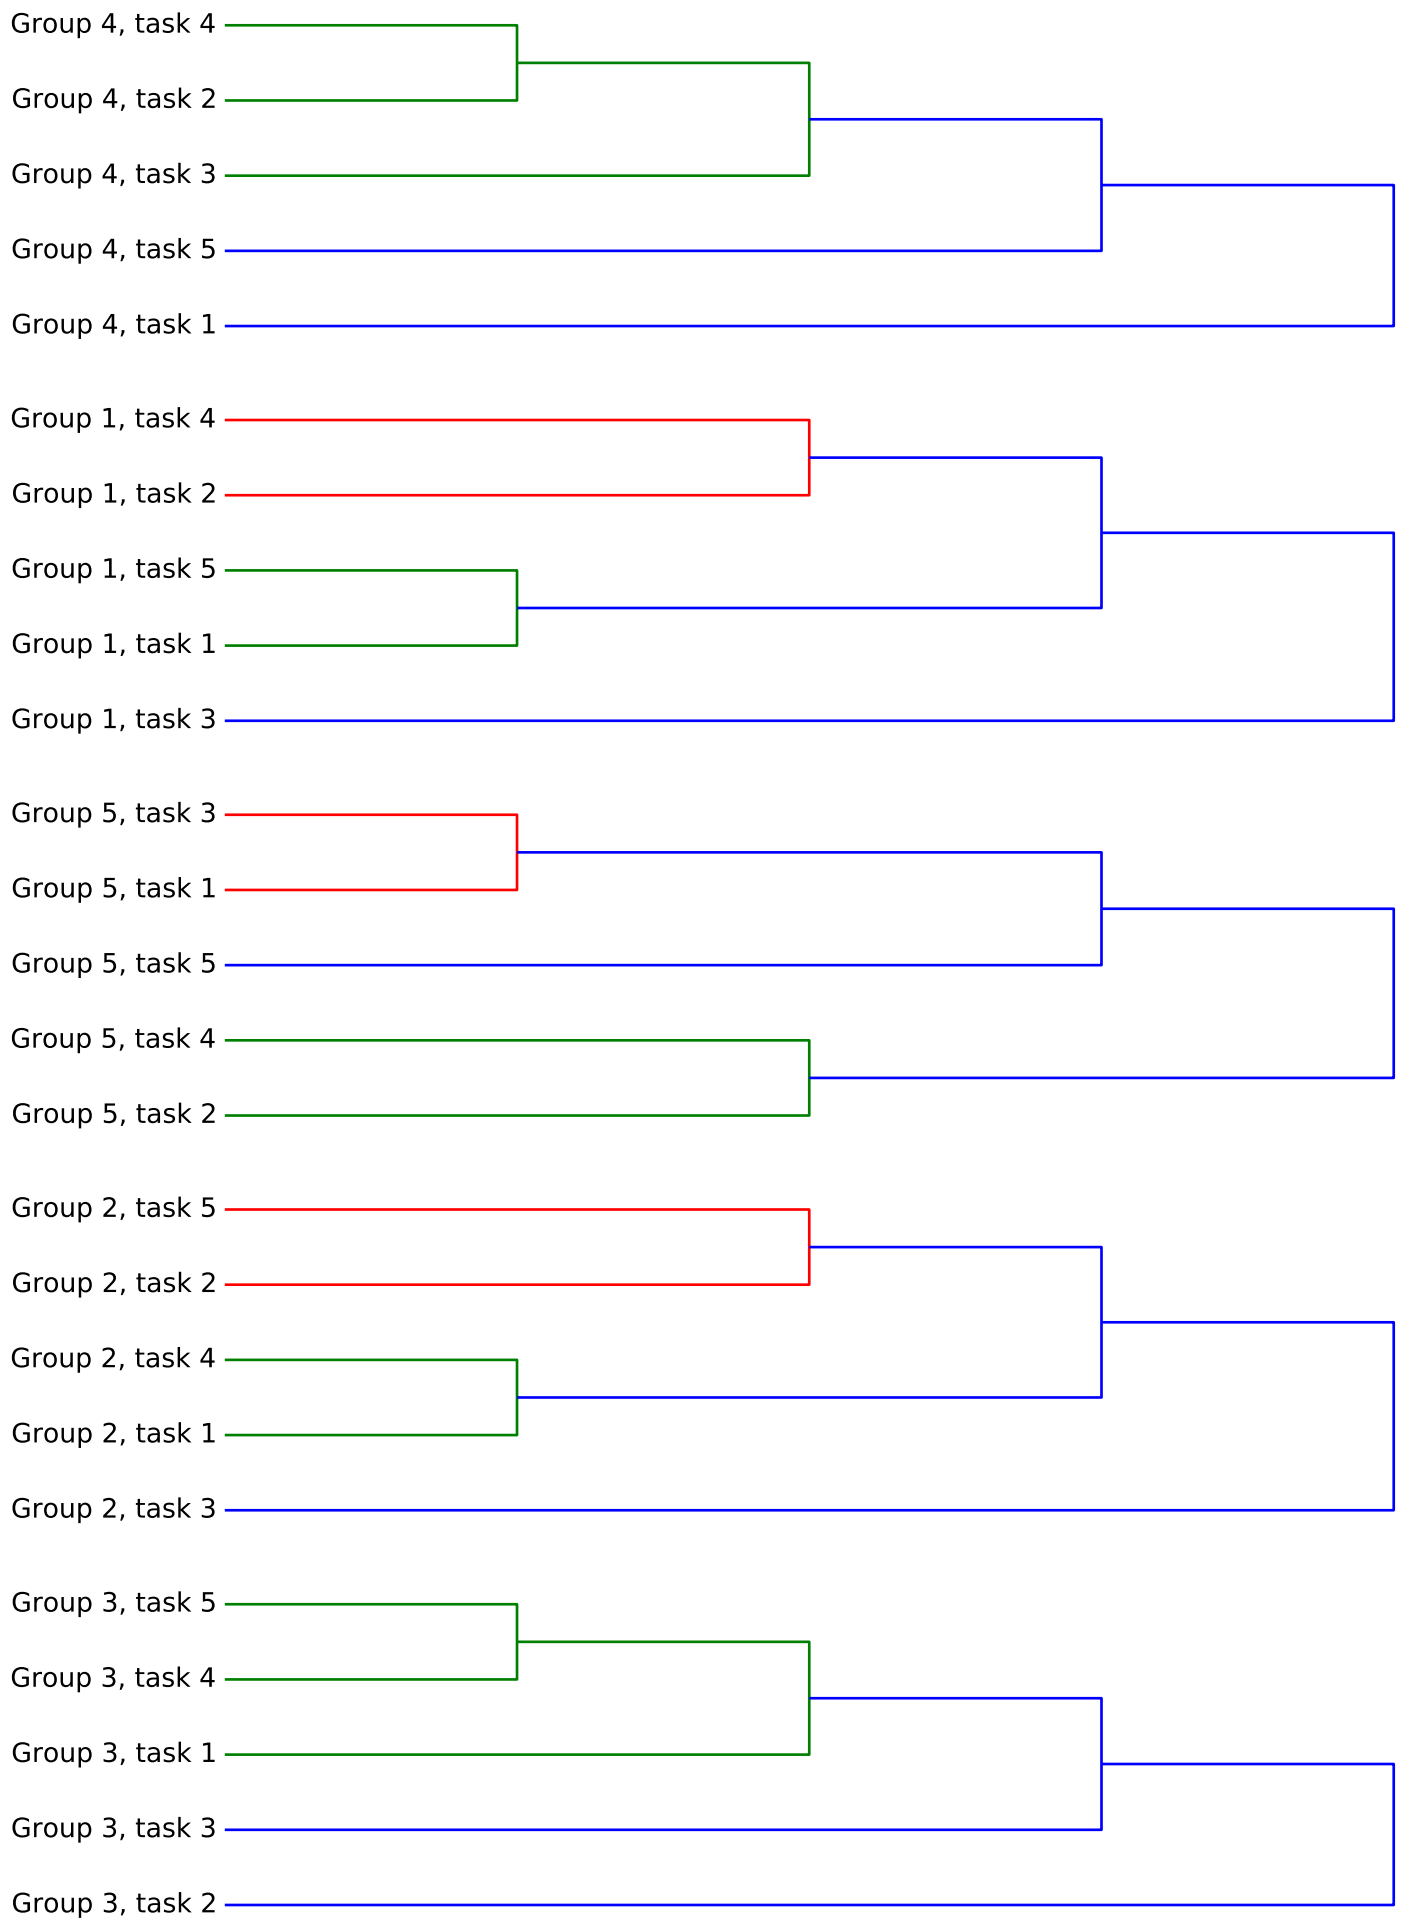 Group 4, task 4
Group 4, task 2
Group 4, task 3
Group 4, task 5
Group 4, task 1
Group 1, task 4
Group 1, task 2
Group 1, task 5
Group 1, task 1
Group 1, task 3
Group 5, task 3
Group 5, task 1
Group 5, task 5
Group 5, task 4
Group 5, task 2
Group 2, task 5
Group 2, task 2
Group 2, task 4
Group 2, task 1
Group 2, task 3
Group 3, task 5
Group 3, task 4
Group 3, task 1
Group 3, task 3
Group 3, task 2